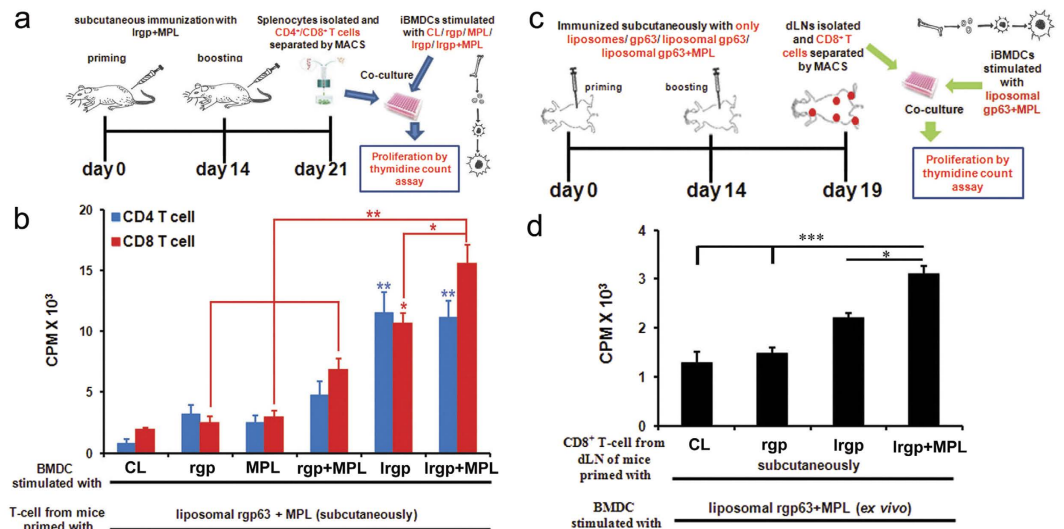 a
subcutaneous immunization with
lrgp+MPL
priming
boosting
Splenocytes isolated and
CD4⁺/CD8⁺ T cells
separated by MACS
iBMDCs stimulated
with CL/ rgp/ MPL/
lrgp/ lrgp+MPL
Co-culture
day 0
day 14
day 21
Proliferation by
thymidine count
assay
b
CD4 T cell
CD8 T cell
CPM X 10³
20
15
10
5
0
**
*
**
*
**
CL
rgp
MPL
rgp+MPL
lrgp
lrgp+MPL
BMDC
stimulated with
T-cell from mice
primed with
liposomal rgp63 + MPL (subcutaneously)
c
Immunized subcutaneously with only
liposomes/ gp63/ liposomal gp63/
liposomal gp63+MPL
priming
boosting
dLNs isolated
and CD8⁺ T
cells separated
by MACS
iBMDCs
stimulated
with
liposomal
gp63+MPL
Co-culture
day 0
day 14
day 19
Proliferation by
thymidine count
assay
d
CPM X 10³
4
3
2
1
0
***
*
CL
rgp
lrgp
lrgp+MPL
CD8⁺ T-cell from
dLN of mice
primed with
subcutaneously
BMDC
stimulated with
liposomal rgp63+MPL (ex vivo)